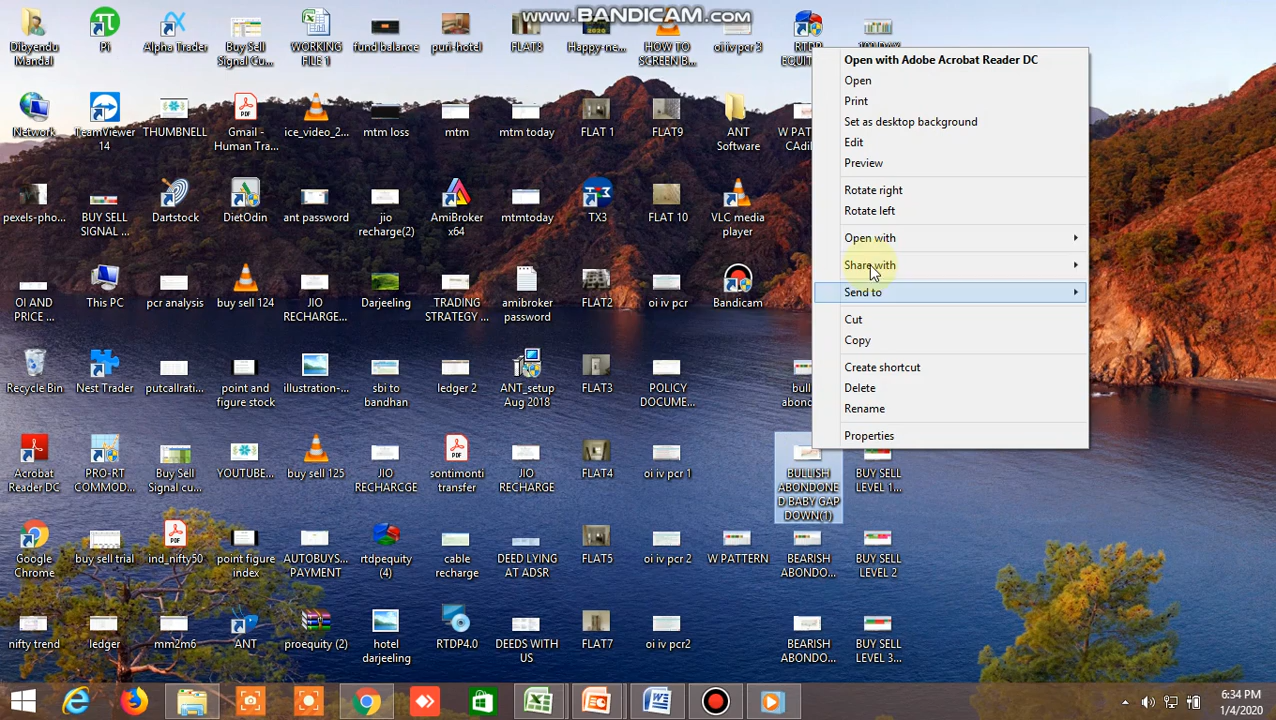 www.BANDICAM.com
Dibyendu
Mandal
Pi
Alpha Trader
Buy Sell
Signal Cu...
WORKING
FILE 1
fund balance
puri-hotel
FLAT8
Happy-ne...
HOW TO
SCREEN B...
oi iv pcr 3
RTDP
EQUIT
Network
TeamViewer
14
THUMBNELL
Gmail -
Human Tra...
ice_video_2...
mtm loss
mtm
mtm today
FLAT 1
FLAT9
ANT
Software
W PAT
CAdl
pexels-pho...
BUY SELL
SIGNAL ...
Dartstock
DietOdin
ant password
jio
recharge(2)
AmiBroker
x64
mtmtoday
TX3
FLAT 10
VLC media
player
OI AND
PRICE ...
This PC
pcr analysis
buy sell 124
JIO
RECHARGE...
Darjeeling
TRADING
STRATEGY ...
amibroker
password
FLAT2
oi iv pcr
Bandicam
Recycle Bin
Nest Trader
putcallrati...
point and
figure stock
illustration-...
sbi to
bandhan
ledger 2
ANT_setup
Aug 2018
FLAT3
POLICY
DOCUME...
bull
abond
Acrobat
Reader DC
PRO-RT
COMMOD...
Buy Sell
Signal cu...
YOUTUBE...
buy sell 125
JIO
RECHARCGE
sontimonti
transfer
JIO
RECHARGE
FLAT4
oi iv pcr 1
BULLISH
ABONDONE
D BABY GAP
DOWN(1)
BUY SELL
LEVEL 1...
Google
Chrome
buy sell trial
ind_nifty50
point figure
index
AUTOBUYS...
PAYMENT
rtdpequity
(4)
cable
recharge
DEED LYING
AT ADSR
FLAT5
oi iv pcr 2
W PATTERN
BEARISH
ABONDO...
BUY SELL
LEVEL 2
nifty trend
ledger
mm2m6
ANT
proequity (2)
hotel
darjeeling
RTDP4.0
DEEDS WITH
US
FLAT7
oi iv pcr2
BEARISH
ABONDO...
BUY SELL
LEVEL 3...
Open with Adobe Acrobat Reader DC
Open
Print
Set as desktop background
Edit
Preview
Rotate right
Rotate left
Open with
Share with
Send to
Cut
Copy
Create shortcut
Delete
Rename
Properties
6:34 PM
1/4/2020